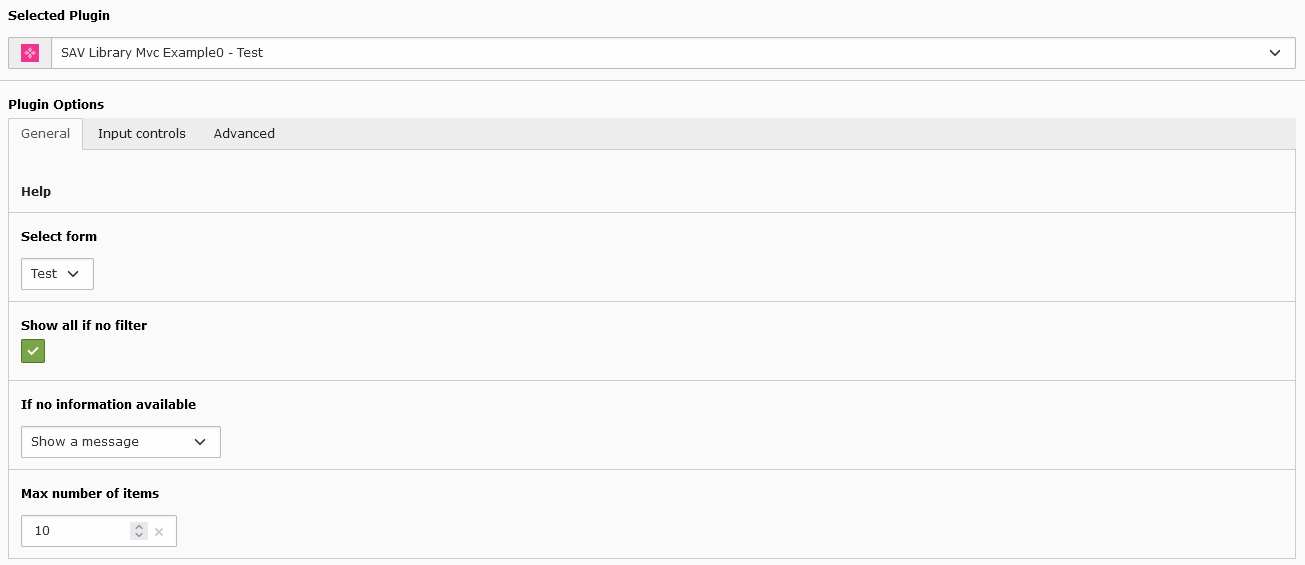 Selected Plugin
SAV Library Mvc Example0 - Test
Plugin Options
General Input controls Advanced
Help
Select form
Test
Show all if no filter
If no information available
Show a message
Max number of items
10